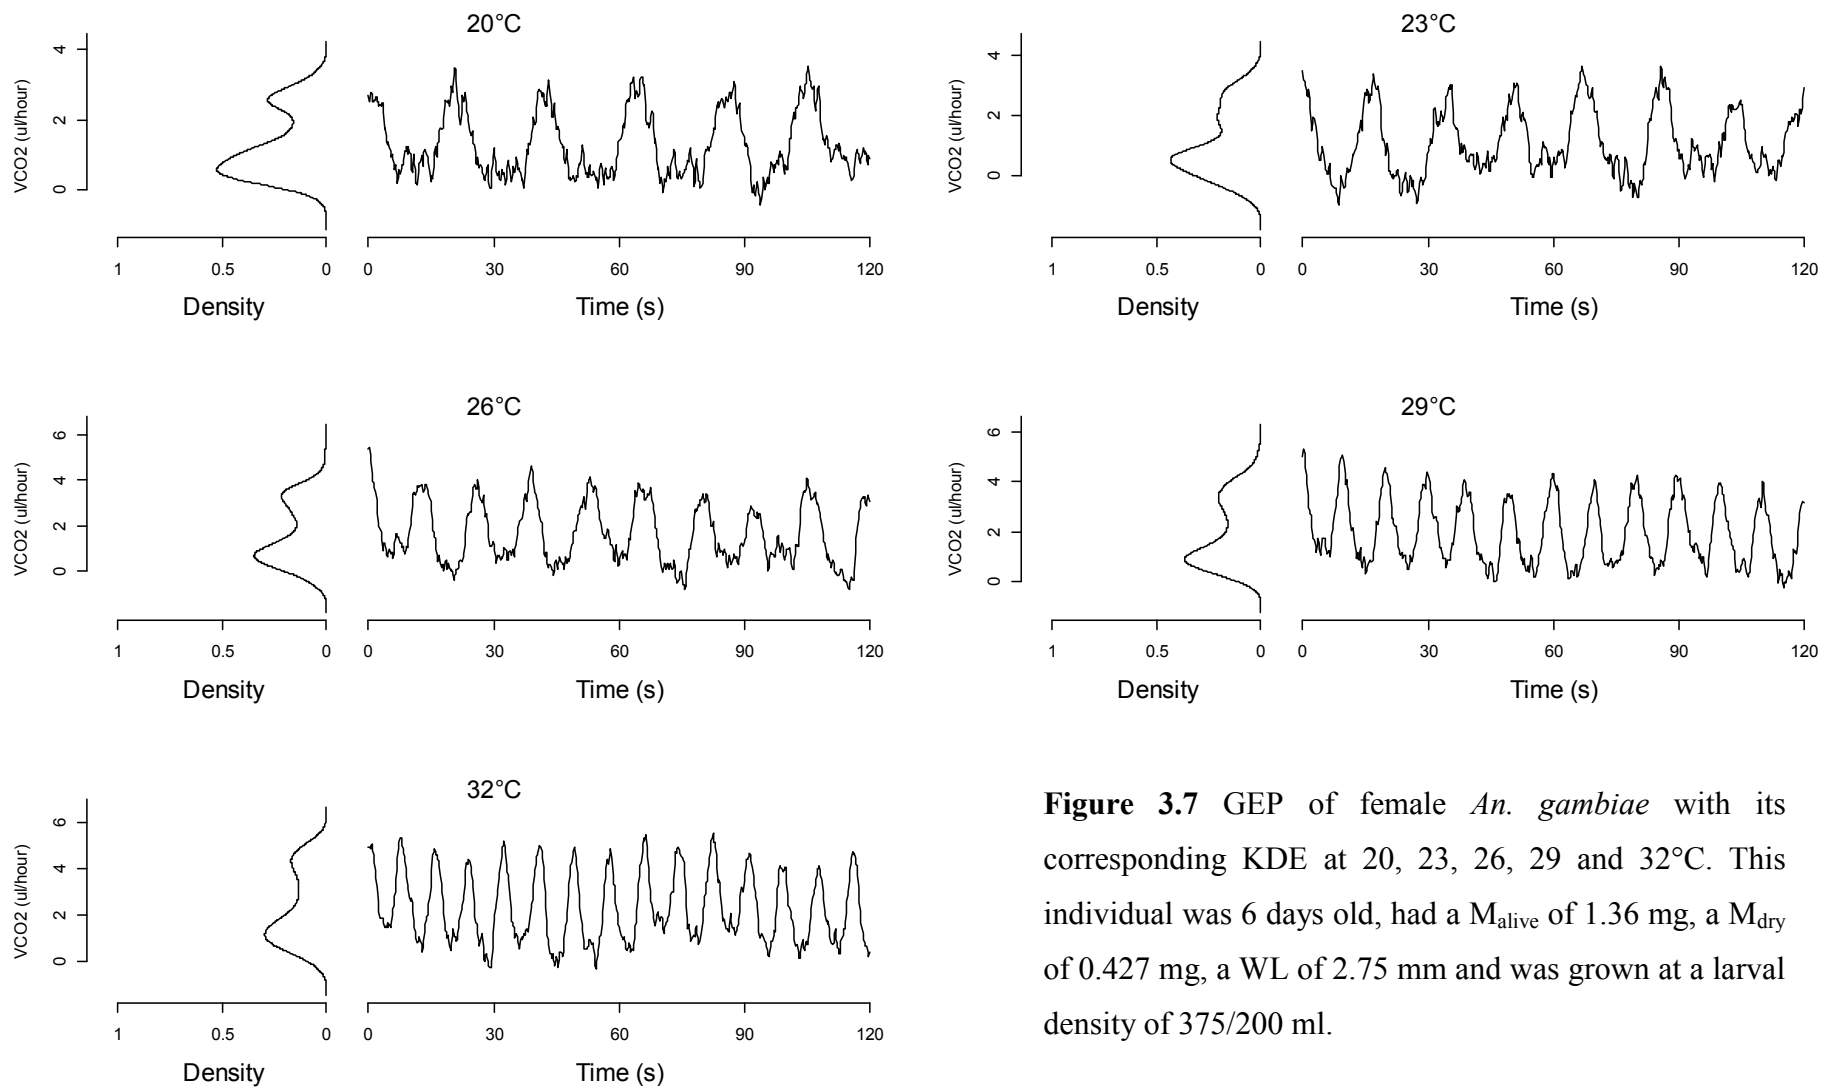 20°C
VCO2 (ul/hour)
4
2
0
1 0.5 0
0 30 60 90 120
Density
Time (s)
23°C
VCO2 (ul/hour)
4
2
0
1 0.5 0
0 30 60 90 120
Density
Time (s)
26°C
VCO2 (ul/hour)
6
4
2
0
1 0.5 0
0 30 60 90 120
Density
Time (s)
29°C
VCO2 (ul/hour)
6
4
2
0
1 0.5 0
0 30 60 90 120
Density
Time (s)
32°C
VCO2 (ul/hour)
6
4
2
0
1 0.5 0
0 30 60 90 120
Density
Time (s)
Figure 3.7 GEP of female An. gambiae with its
corresponding KDE at 20, 23, 26, 29 and 32°C. This
individual was 6 days old, had a Malive of 1.36 mg, a Mdry
of 0.427 mg, a WL of 2.75 mm and was grown at a larval
density of 375/200 ml.